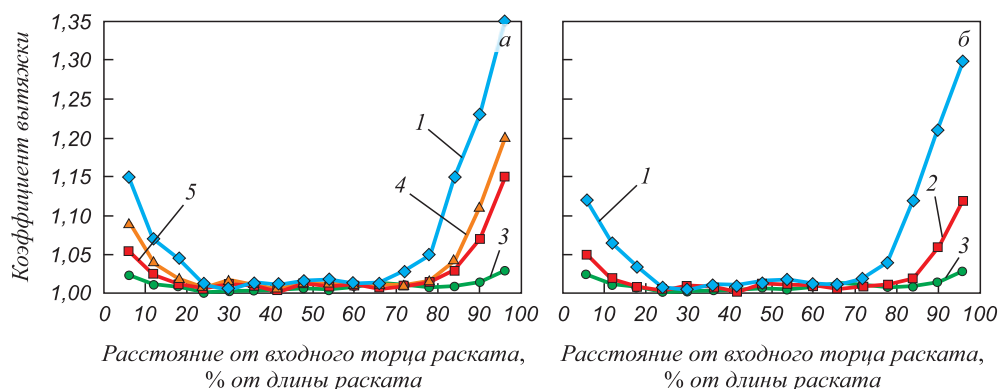 Коэффициент вытяжки
1,35
1,30
1,35
1,20
1,15
1,10
1,05
1,00
а
1
5
4
3
0 10 20 30 40 50 60 70 80 90 100
Расстояние от входного торца раската,
% от длины раската
б
1
2
3
0 10 20 30 40 50 60 70 80 90 100
Расстояние от входного торца раската,
% от длины раската